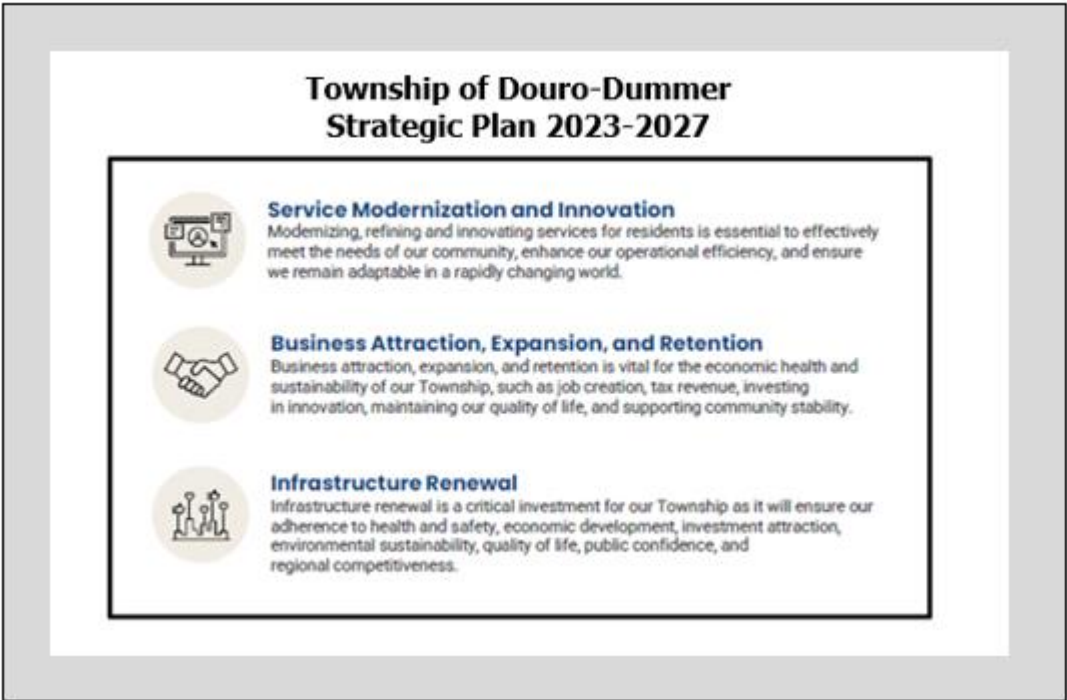 Township of Douro-Dummer
Strategic Plan 2023-2027
Service Modernization and Innovation
Modernizing, refining and innovating services for residents is essential to effectively
meet the needs of our community, enhance our operational efficiency, and ensure
we remain adaptable in a rapidly changing world.
Business Attraction, Expansion, and Retention
Business attraction, expansion, and retention is vital for the economic health and
sustainability of our Township, such as job creation, tax revenue, investing
in innovation, maintaining our quality of life, and supporting community stability.
Infrastructure Renewal
Infrastructure renewal is a critical investment for our Township as it will ensure our
adherence to health and safety, economic development, investment attraction,
environmental sustainability, quality of life, public confidence, and
regional competitiveness.